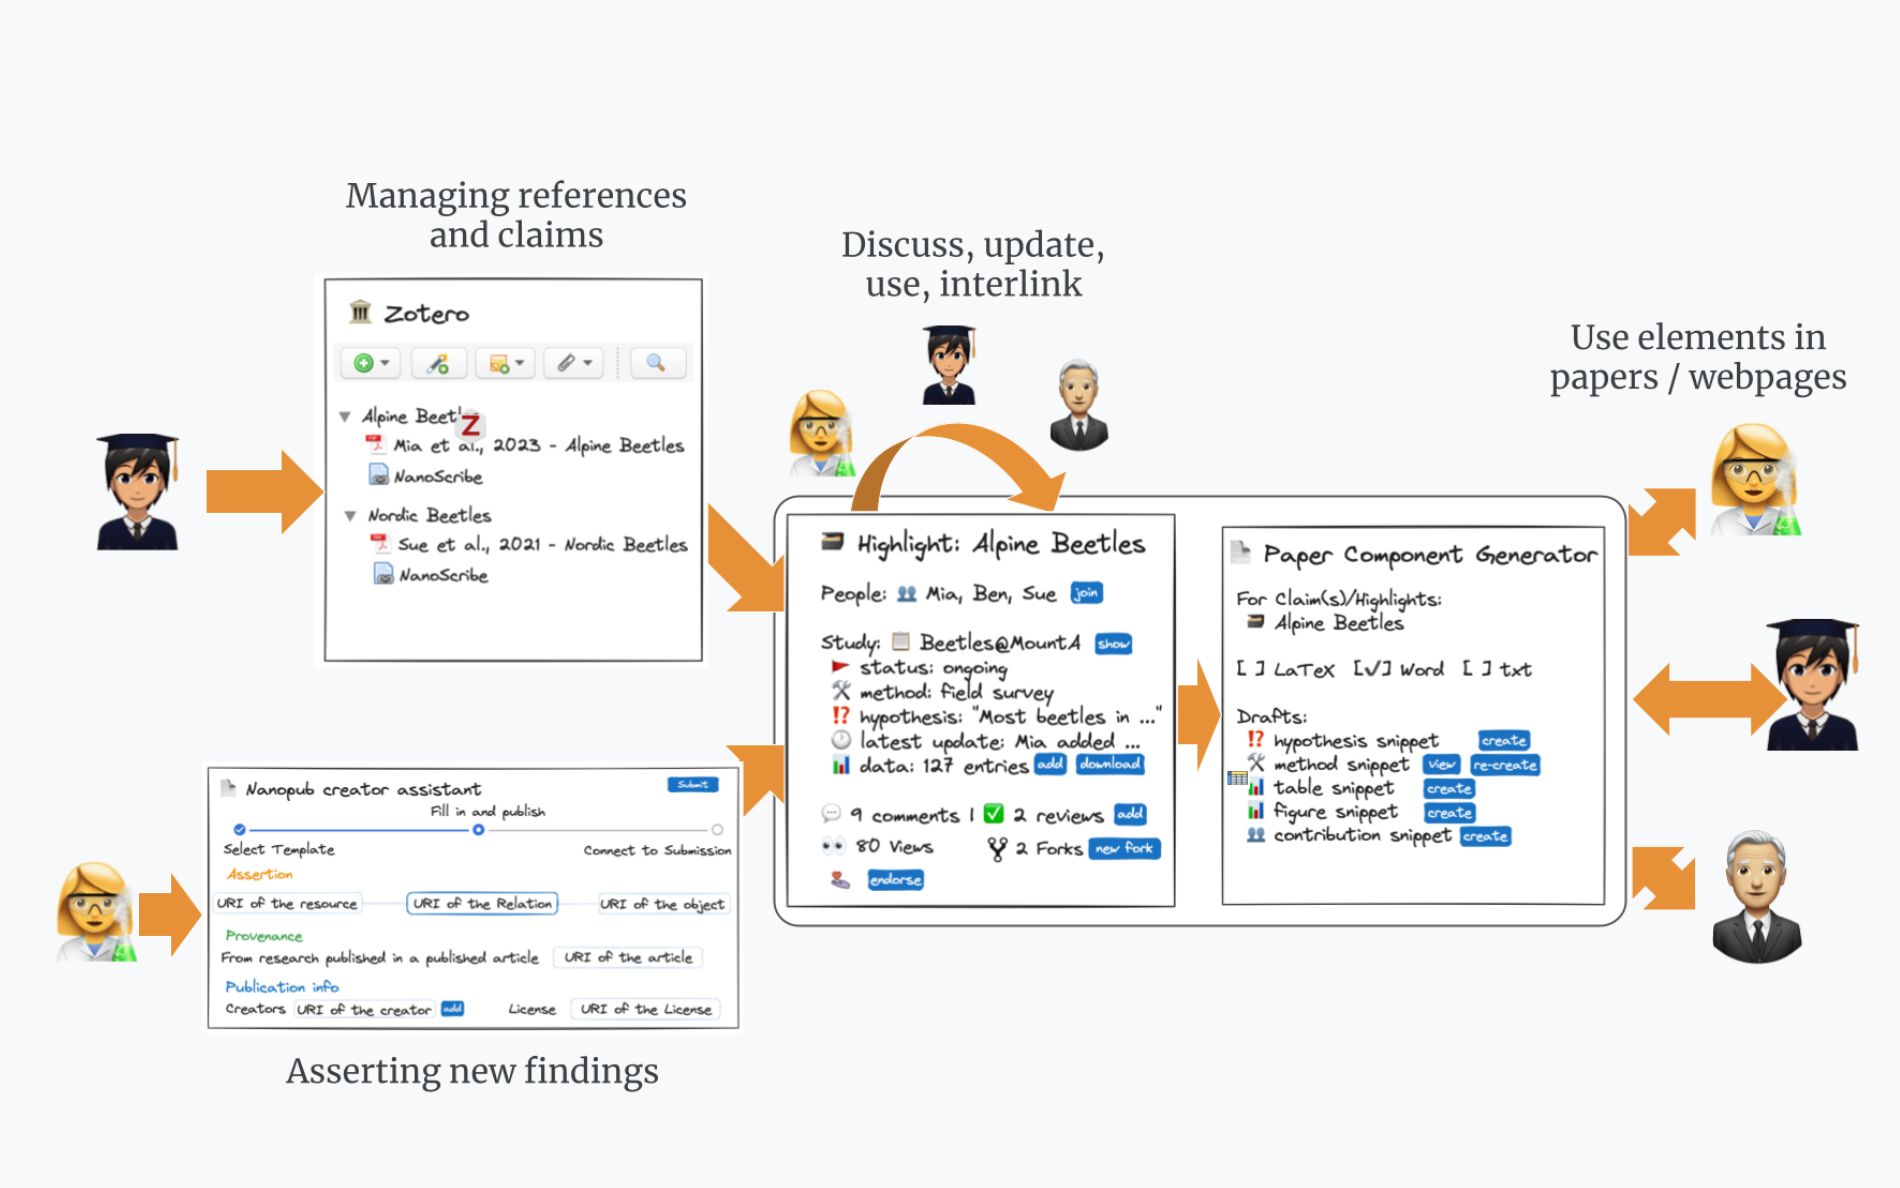 Managing references
and claims
Zotero
Alpine Beetl
Z
Mia et al., 2023 - Alpine Beetles
NanoScribe
Nordic Beetles
Sue et al., 2021 - Nordic Beetles
NanoScribe
Nanopub creator assistant
Submit
Fill in and publish
Select Template
Connect to Submission
Assertion
URI of the resource
URI of the Relation
URI of the object
Provenance
From research published in a published article
URI of the article
Publication info
Creators
URI of the creator
add
License
URI of the License
Asserting new findings
Discuss, update,
use, interlink
Highlight: Alpine Beetles
People: Mia, Ben, Sue join
Study: Beetles@MountA show
status: ongoing
method: field survey
⁉ hypothesis: "Most beetles in ..."
latest update: Mia added ...
data: 127 entries add download
9 comments | 2 reviews add
80 Views 2 Forks new fork
endorse
Paper Component Generator
For Claim(s)/Highlights:
Alpine Beetles
[ ] LaTeX [✓] Word [ ] txt
Drafts:
⁉ hypothesis snippet create
method snippet view re-create
table snippet create
figure snippet create
contribution snippet create
Use elements in
papers / webpages